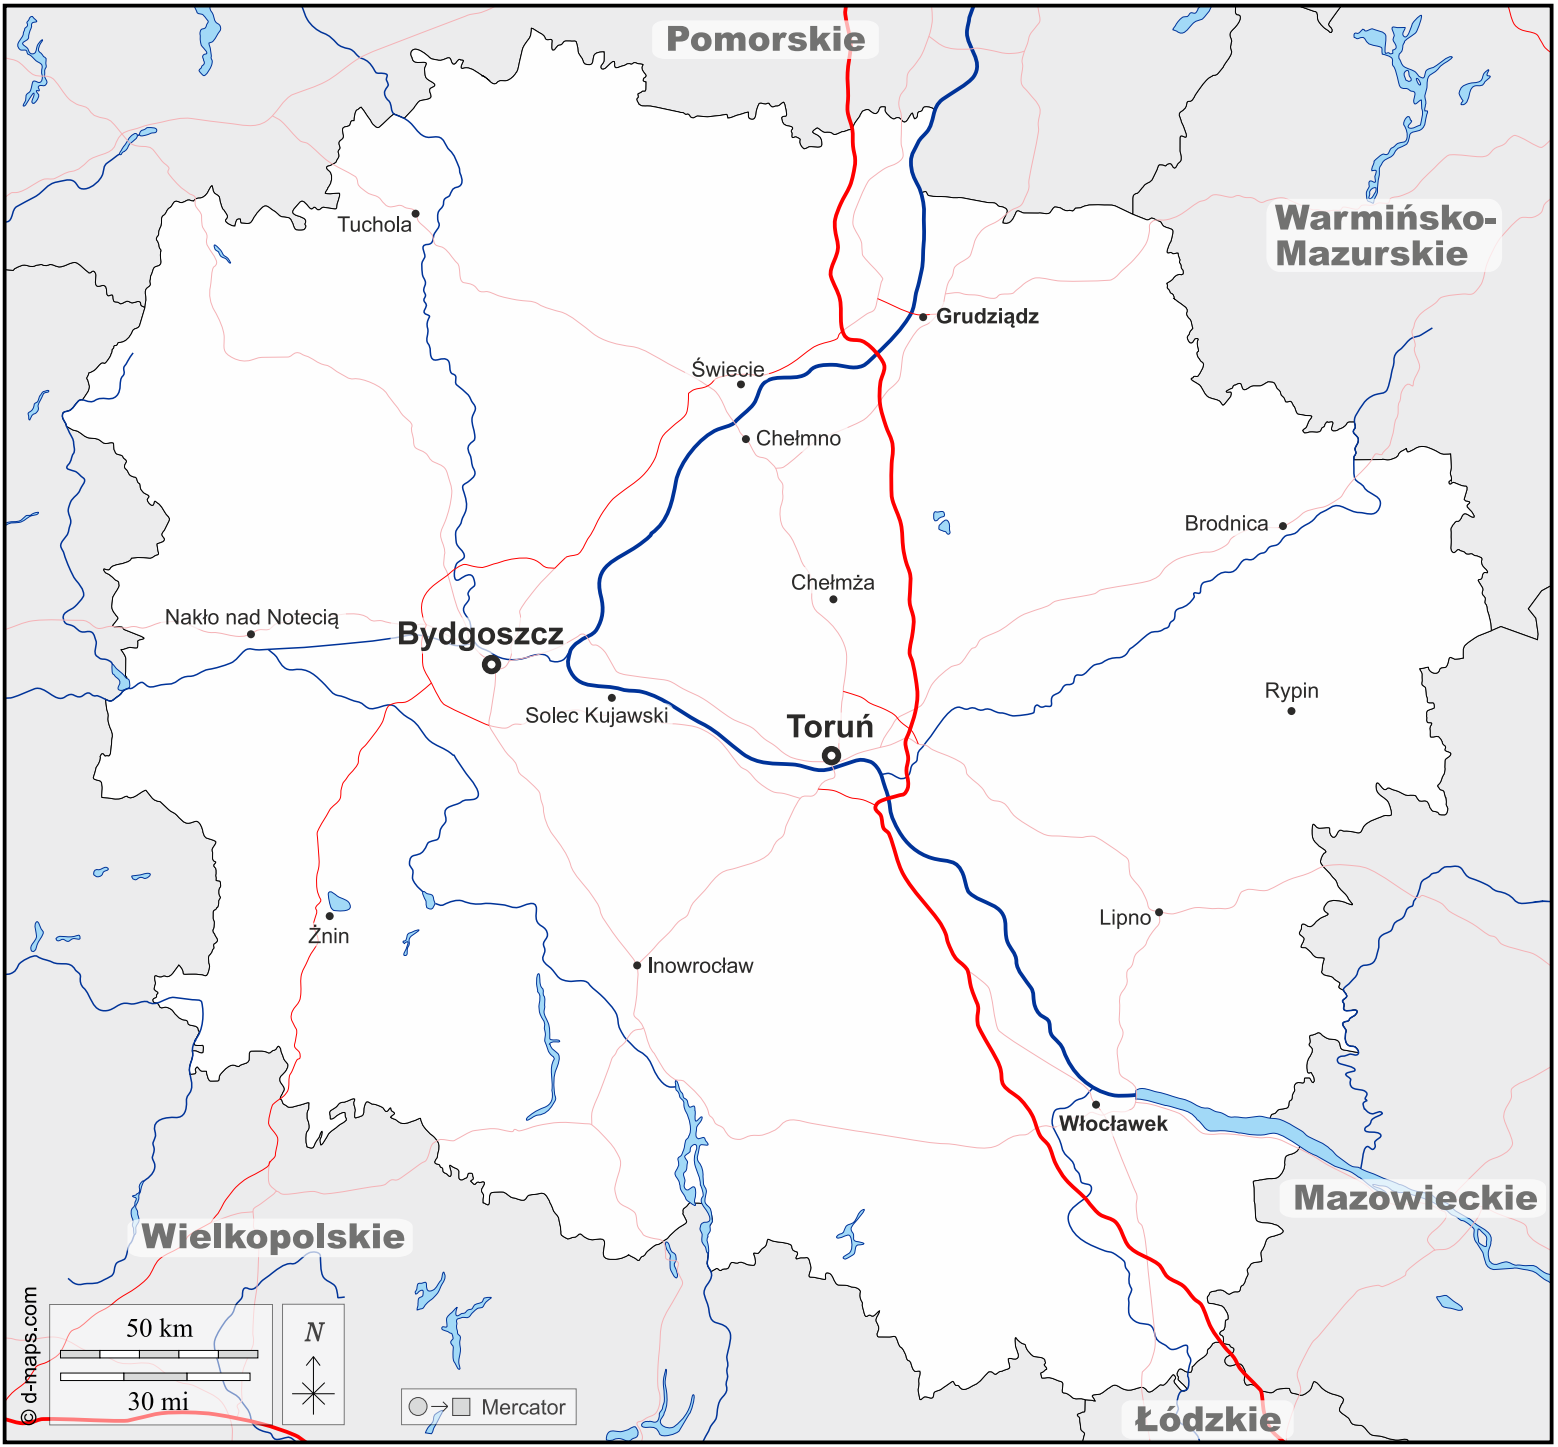 Pomorskie
Warmińsko-
Mazurskie
Tuchola
Grudziądz
Świecie
Chełmno
Brodnica
Chełmża
Nakło nad Notecią
Bydgoszcz
Rypin
Solec Kujawski
Toruń
Lipno
Żnin
Inowrocław
Włocławek
Mazowieckie
Wielkopolskie
Łódzkie
50 km
30 mi
N
Mercator
© d-maps.com